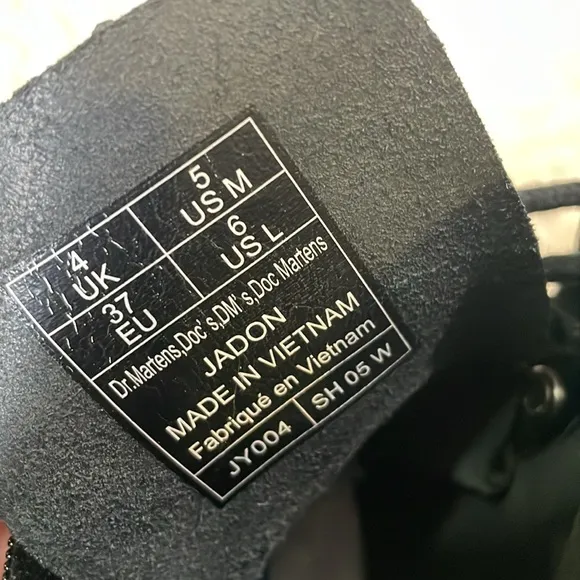 4
UK
5
US M
37
EU
6
US L
Dr.Martens,Doc's,DM's,Doc Martens
JADON
MADE IN VIETNAM
Fabriqué en Vietnam
JY004
SH 05 W